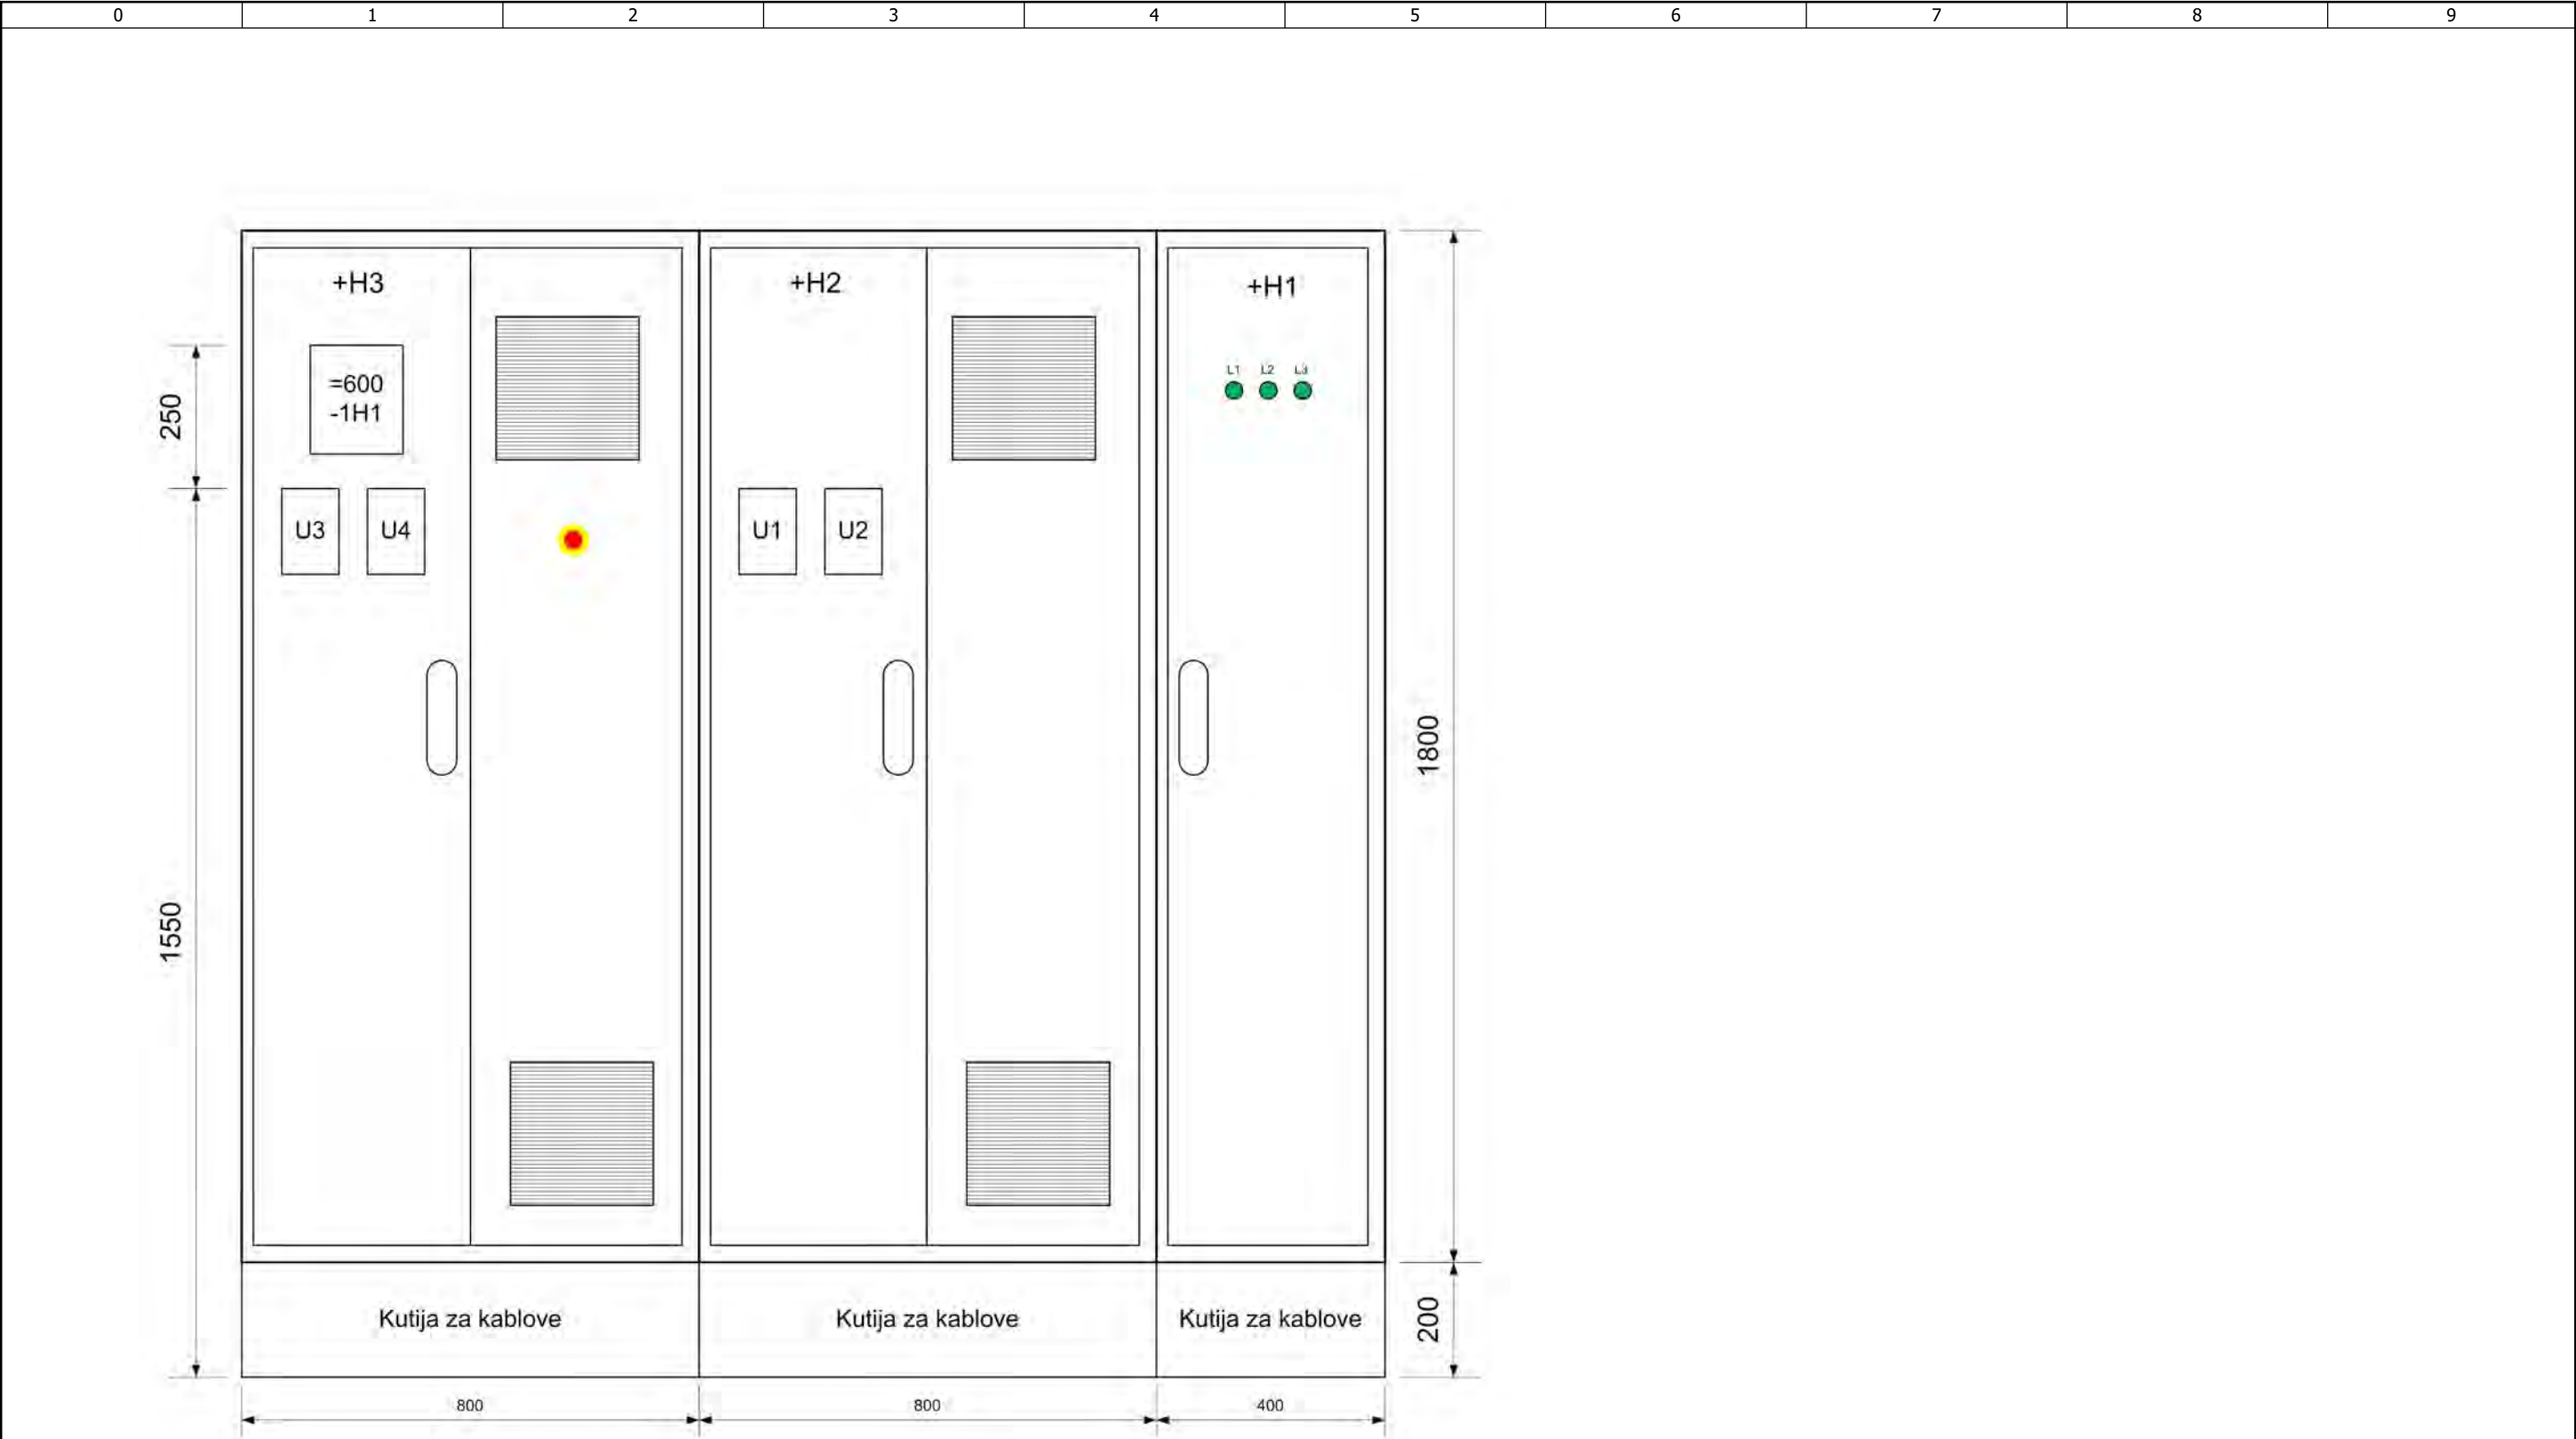 0 1 2 3 4 5 6 7 8 9
+H3 +H2 +H1
=600
-1H1
L1 L2 L3
250
U3 U4 U1 U2
1800
1550
Kutija za kablove Kutija za kablove Kutija za kablove
200
800 800 400